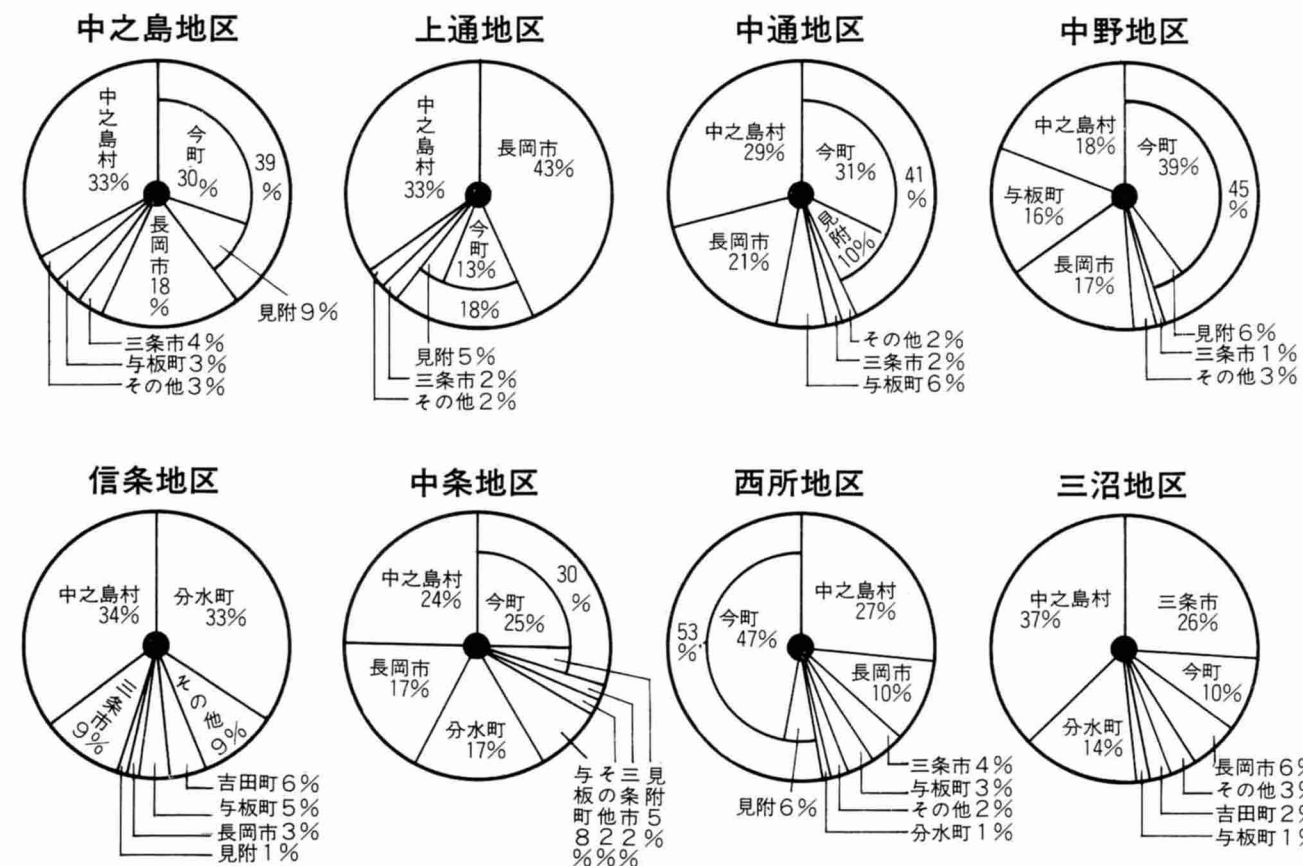 中之島地区
中之島村
33%
今町
30%
39
%
長岡市
18
%
見附9%
三条市4%
与板町3%
その他3%
上通地区
中之島村
33%
長岡市
43%
今町
13%
18%
見附5%
三条市2%
その他2%
中通地区
中之島村
29%
今町
31%
41
%
見附
10%
長岡市
21%
その他2%
三条市2%
与板町6%
中野地区
中之島村
18%
今町
39%
45
%
与板町
16%
長岡市
17%
見附6%
三条市1%
その他3%
信条地区
中之島村
34%
分水町
33%
三条市
9%
その他
9%
吉田町6%
与板町5%
長岡市3%
見附1%
中条地区
中之島村
24%
今町
25%
30
%
長岡市
17%
分水町
17%
与板町8%
その他2%
三条市2%
見附5%
西所地区
53
%
今町
47%
中之島村
27%
長岡市
10%
見附6%
三条市4%
与板町3%
その他2%
分水町1%
三沼地区
中之島村
37%
三条市
26%
今町
10%
分水町
14%
長岡市6%
その他3%
吉田町2%
与板町1%